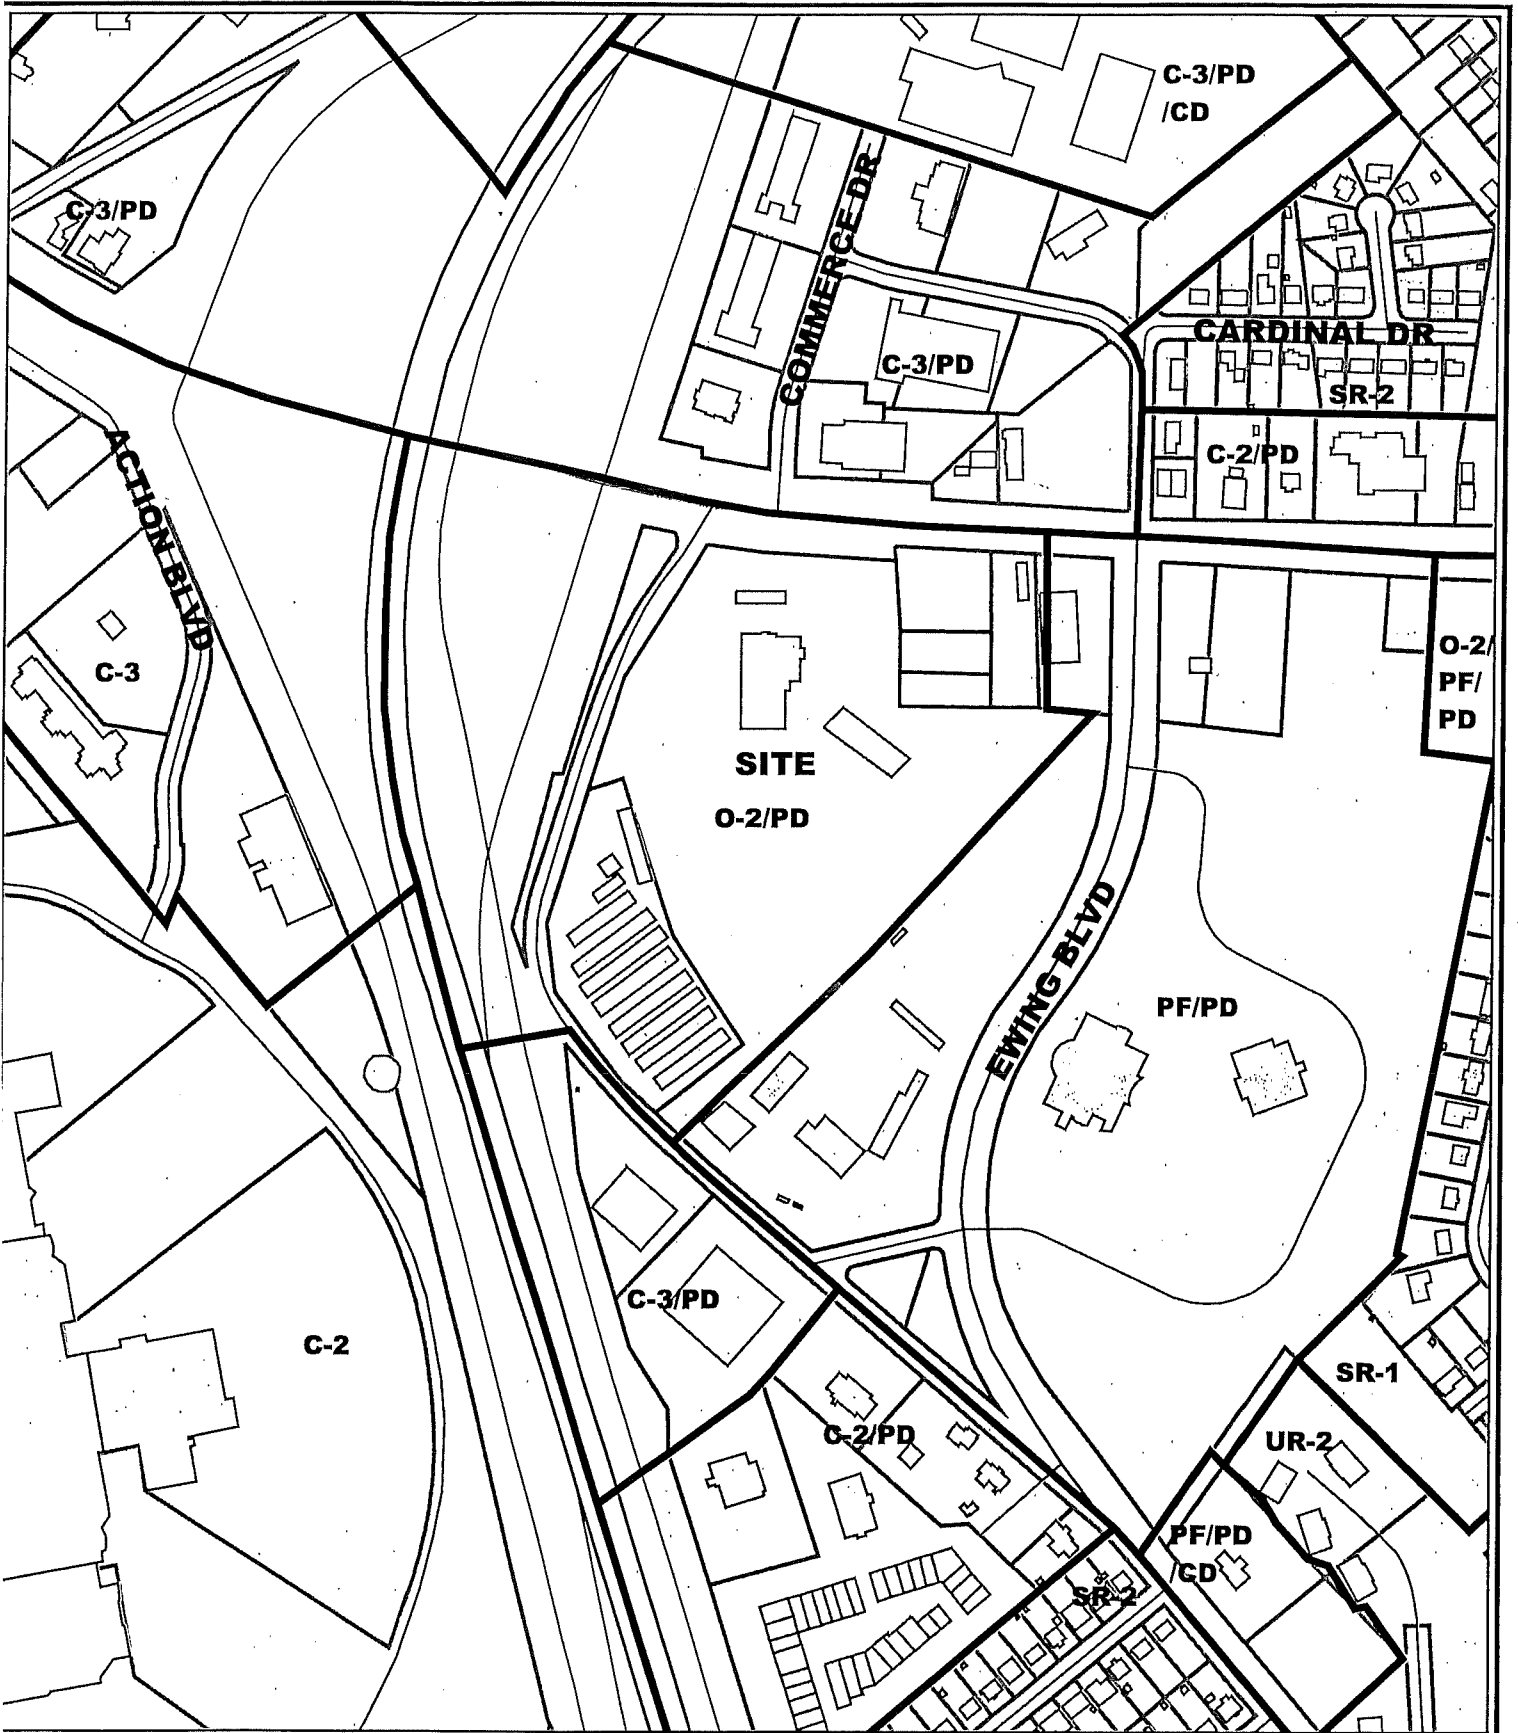 C-3/PD
/CD
C-3/PD
COMMERCE DR
CARDINAL DR
C-3/PD
SR-2
C-2/PD
ACTION BLVD
O-2/
PF/
PD
C-3
SITE
O-2/PD
EWING BLVD
PF/PD
C-3/PD
C-2
SR-1
C-2/PD
UR-2
PF/PD
/CD
SR-2